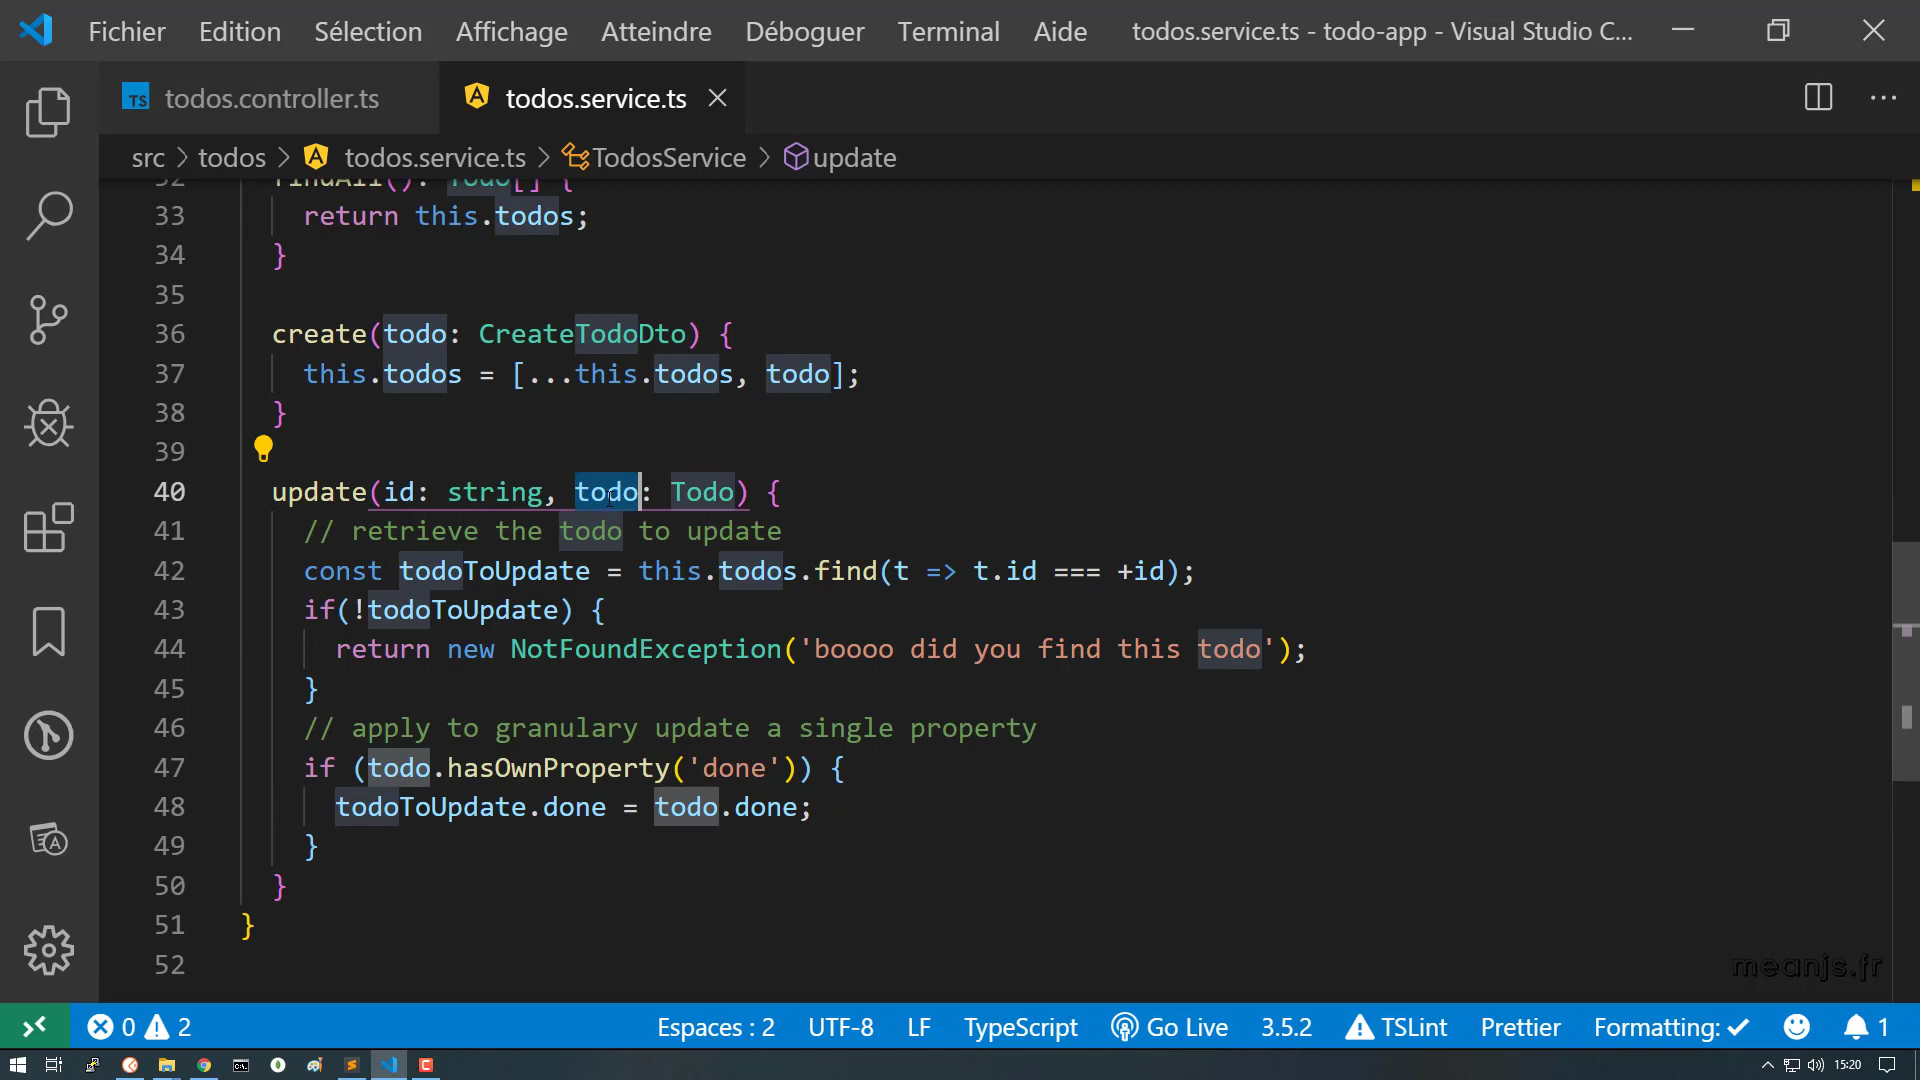 Fichier Edition Sélection Affichage Atteindre Déboguer Terminal Aide todos.service.ts - todo-app - Visual Studio C...
TS todos.controller.ts todos.service.ts
src > todos > todos.service.ts > TodosService > update
32 findAll(): Todo[] {
33 return this.todos;
34 }
35
36 create(todo: CreateTodoDto) {
37 this.todos = [...this.todos, todo];
38 }
39
40 update(id: string, todo: Todo) {
41 // retrieve the todo to update
42 const todoToUpdate = this.todos.find(t => t.id === +id);
43 if(!todoToUpdate) {
44 return new NotFoundException('boooo did you find this todo');
45 }
46 // apply to granulary update a single property
47 if (todo.hasOwnProperty('done')) {
48 todoToUpdate.done = todo.done;
49 }
50 }
51 }
52
meanjs.fr
0 2 Espaces : 2 UTF-8 LF TypeScript Go Live 3.5.2 TSLint Prettier Formatting: 1
15:20